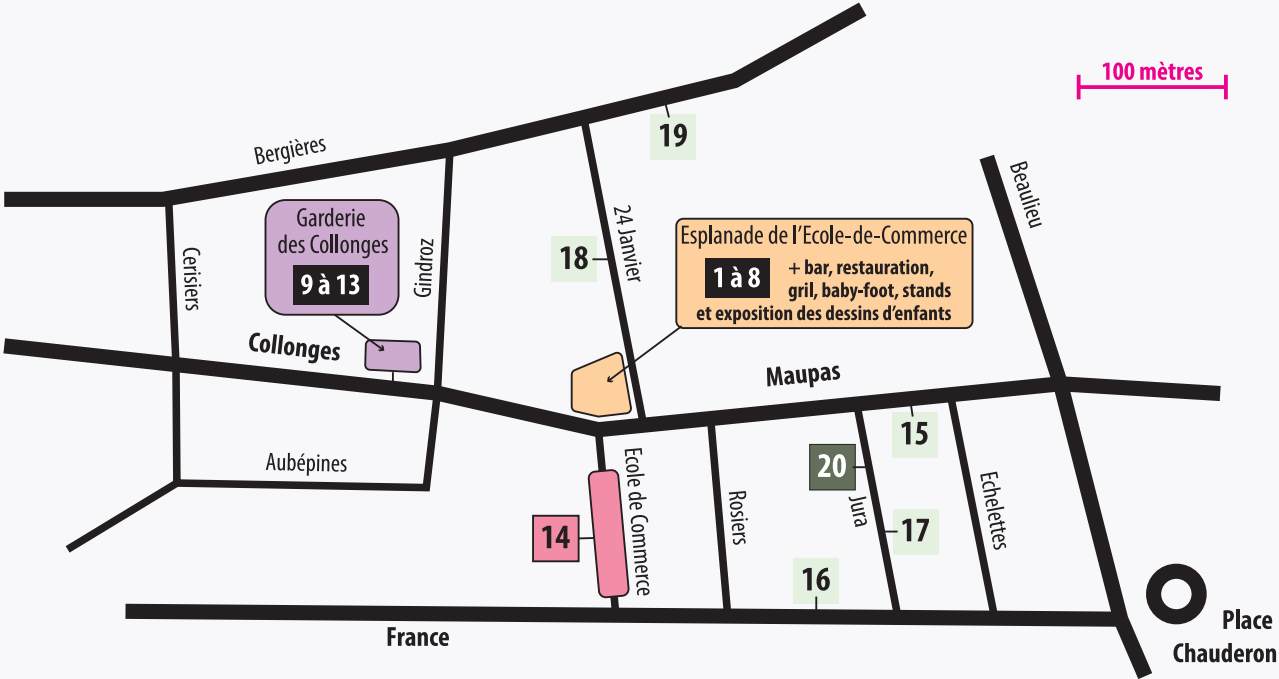 100 mètres
19
Bergières
Beaulieu
Garderie
des Collonges
9 à 13
Cerisiers
Gindroz
24 Janvier
18
Esplanade de l'Ecole-de-Commerce
1 à 8
+ bar, restauration,
gril, baby-foot, stands
et exposition des dessins d'enfants
Collonges
Maupas
15
Aubépines
Ecole de Commerce
20
Rosiers
Jura
Echelettes
14
17
16
France
Place
Chauderon